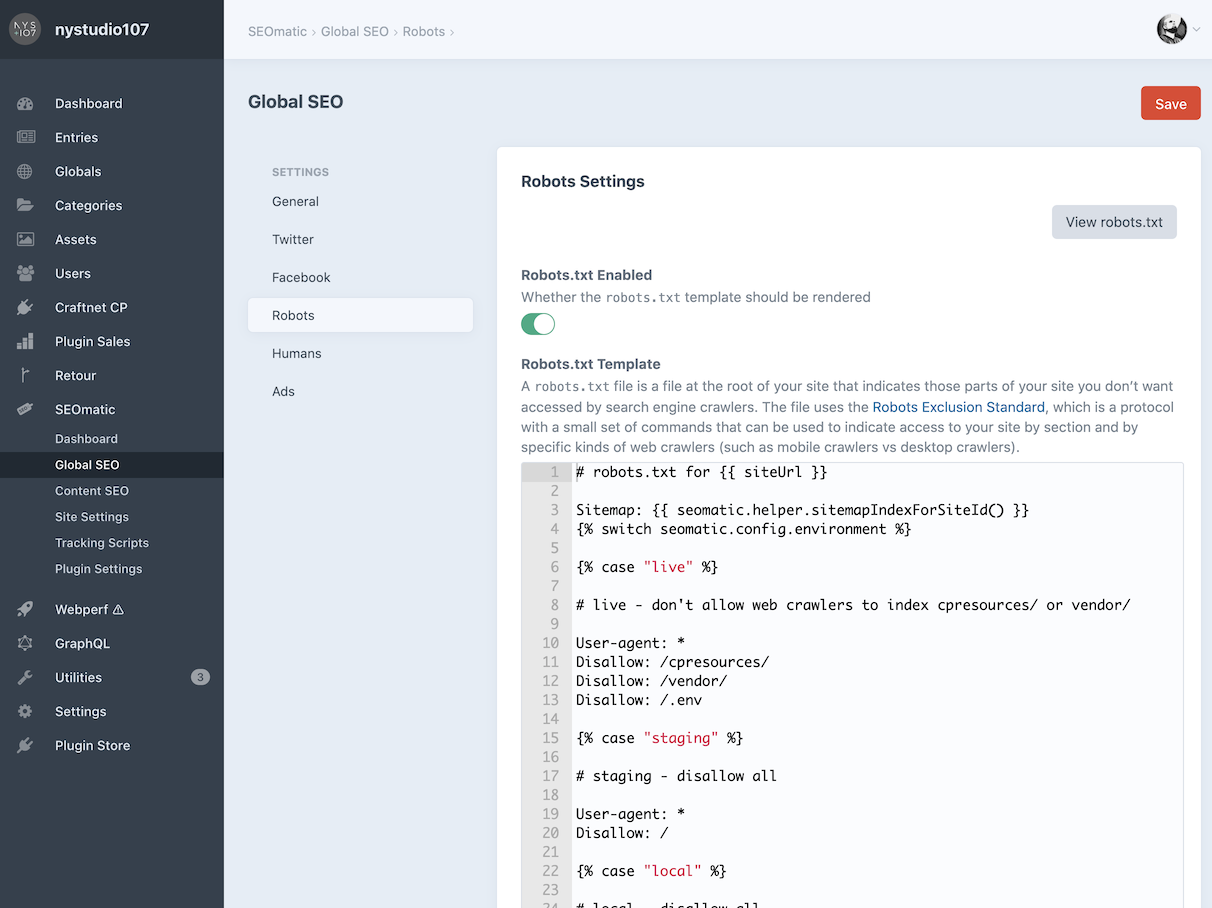 NYS
+107
nystudio107
SEOmatic › Global SEO › Robots ›
Dashboard
Entries
Globals
Categories
Assets
Users
Craftnet CP
Plugin Sales
Retour
SEOmatic
Dashboard
Global SEO
Content SEO
Site Settings
Tracking Scripts
Plugin Settings
Webperf ⚠
GraphQL
Utilities 3
Settings
Plugin Store
Global SEO
Save
SETTINGS
General
Twitter
Facebook
Robots
Humans
Ads
Robots Settings
View robots.txt
Robots.txt Enabled
Whether the robots.txt template should be rendered
Robots.txt Template
A robots.txt file is a file at the root of your site that indicates those parts of your site you don’t want
accessed by search engine crawlers. The file uses the Robots Exclusion Standard, which is a protocol
with a small set of commands that can be used to indicate access to your site by section and by
specific kinds of web crawlers (such as mobile crawlers vs desktop crawlers).
1 # robots.txt for {{ siteUrl }}
2
3 Sitemap: {{ seomatic.helper.sitemapIndexForSiteId() }}
4 {% switch seomatic.config.environment %}
5
6 {% case "live" %}
7
8 # live - don't allow web crawlers to index cpresources/ or vendor/
9
10 User-agent: *
11 Disallow: /cpresources/
12 Disallow: /vendor/
13 Disallow: /.env
14
15 {% case "staging" %}
16
17 # staging - disallow all
18
19 User-agent: *
20 Disallow: /
21
22 {% case "local" %}
23
24 # local - disallow all